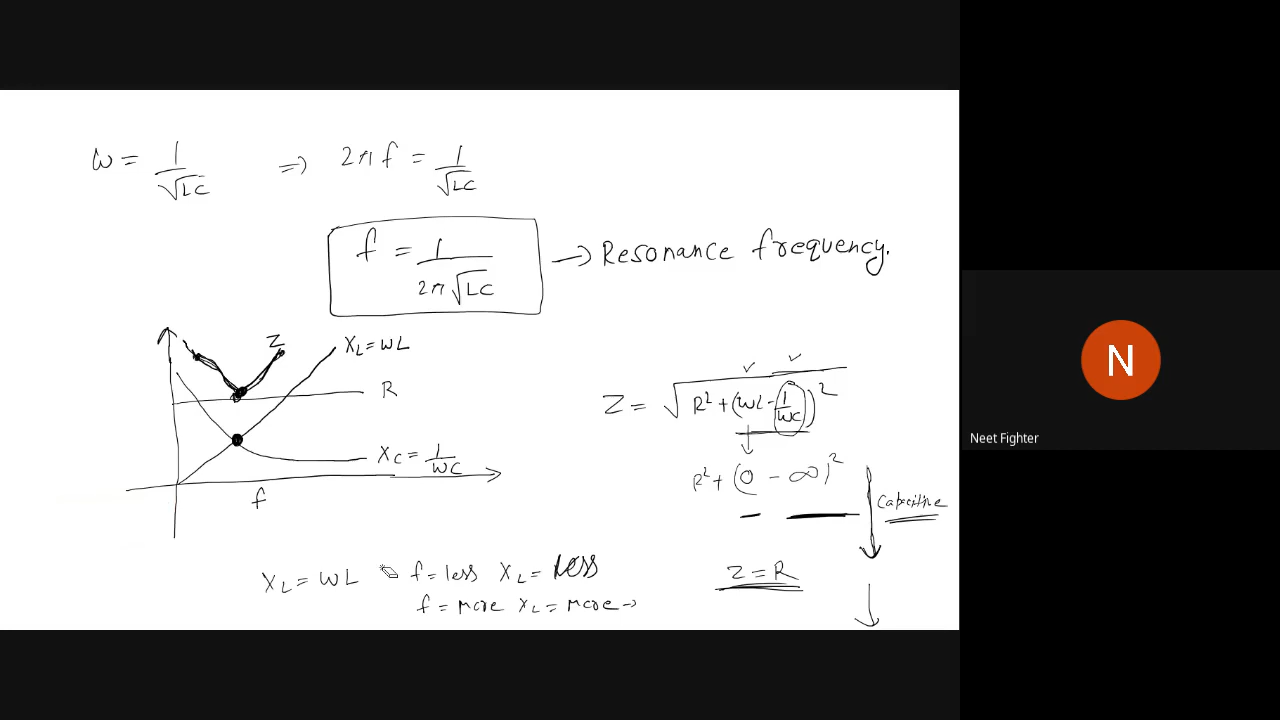 ω = 1/√LC ⇒ 2πf = 1/√LC
f = 1/2π√LC → Resonance frequency.
Z
X_L = ωL
R
X_C = 1/ωC
f
Z = √R² + (ωL - 1/ωC)²
R² + (0 - ∞)²
Capacitive
Z = R
X_L = ωL f = less X_L = less
f = more X_L = more →
N
Neet Fighter